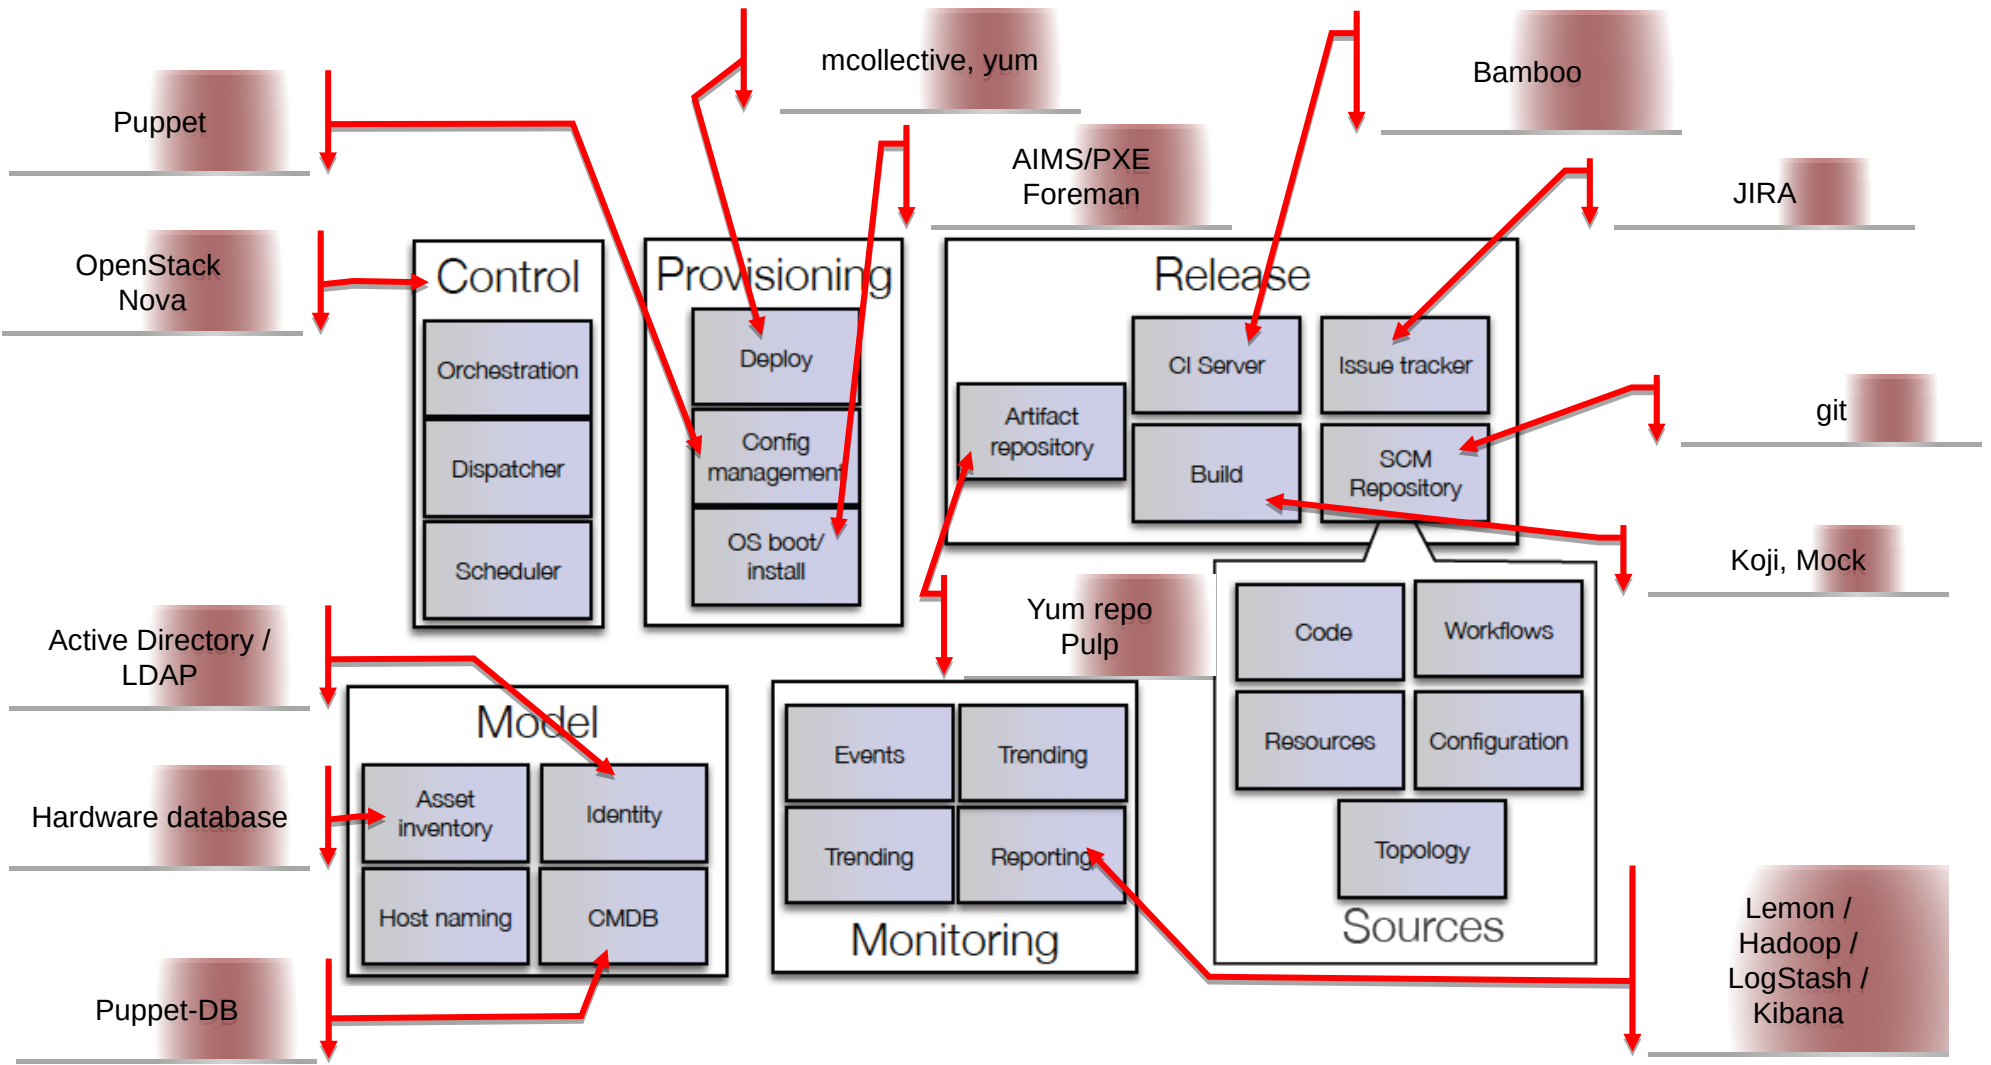 mcollective, yum
Bamboo
Puppet
AIMS/PXE
Foreman
JIRA
OpenStack
Nova
Control
Orchestration
Dispatcher
Scheduler
Provisioning
Deploy
Config
management
OS boot/
install
Release
CI Server
Issue tracker
Artifact
repository
Build
SCM
Repository
git
Koji, Mock
Yum repo
Pulp
Code
Workflows
Resources
Configuration
Topology
Sources
Active Directory /
LDAP
Model
Asset
inventory
Identity
Host naming
CMDB
Hardware database
Puppet-DB
Events
Trending
Trending
Reporting
Monitoring
Lemon /
Hadoop /
LogStash /
Kibana